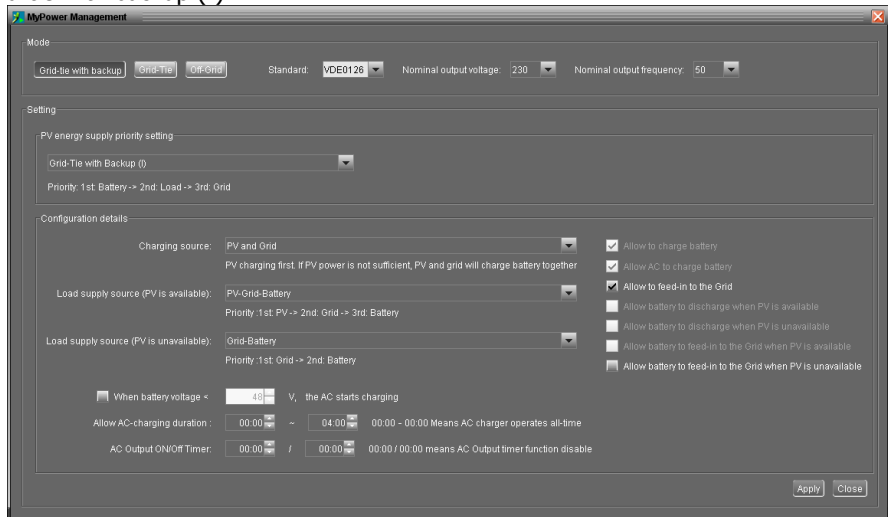 MyPower Management
Mode
Grid-tie with backup Grid-Tie Off-Grid Standard: VDE0126 Nominal output voltage: 230 Nominal output frequency: 50
Setting
PV energy supply priority setting
Grid-Tie with Backup (I)
Priority: 1st: Battery -> 2nd: Load -> 3rd: Grid
Configuration details
Charging source: PV and Grid
PV charging first. If PV power is not sufficient, PV and grid will charge battery together
Load supply source (PV is available): PV-Grid-Battery
Priority :1st: PV -> 2nd: Grid -> 3rd: Battery
Load supply source (PV is unavailable): Grid-Battery
Priority :1st: Grid -> 2nd: Battery
Allow to charge battery
Allow AC to charge battery
Allow to feed-in to the Grid
Allow battery to discharge when PV is available
Allow battery to discharge when PV is unavailable
Allow battery to feed-in to the Grid when PV is available
Allow battery to feed-in to the Grid when PV is unavailable
When battery voltage < 48 V, the AC starts charging
Allow AC-charging duration : 00:00 ~ 04:00 00:00 – 00:00 Means AC charger operates all-time
AC Output ON/Off Timer: 00:00 / 00:00 00:00 / 00:00 means AC Output timer function disable
Apply Close